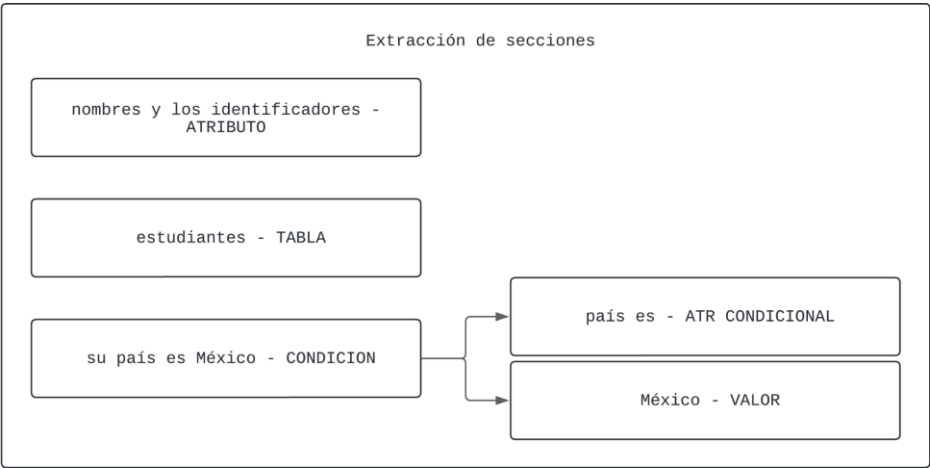 Extracción de secciones
nombres y los identificadores -
ATRIBUTO
estudiantes - TABLA
su país es México - CONDICION
país es - ATR CONDICIONAL
México - VALOR